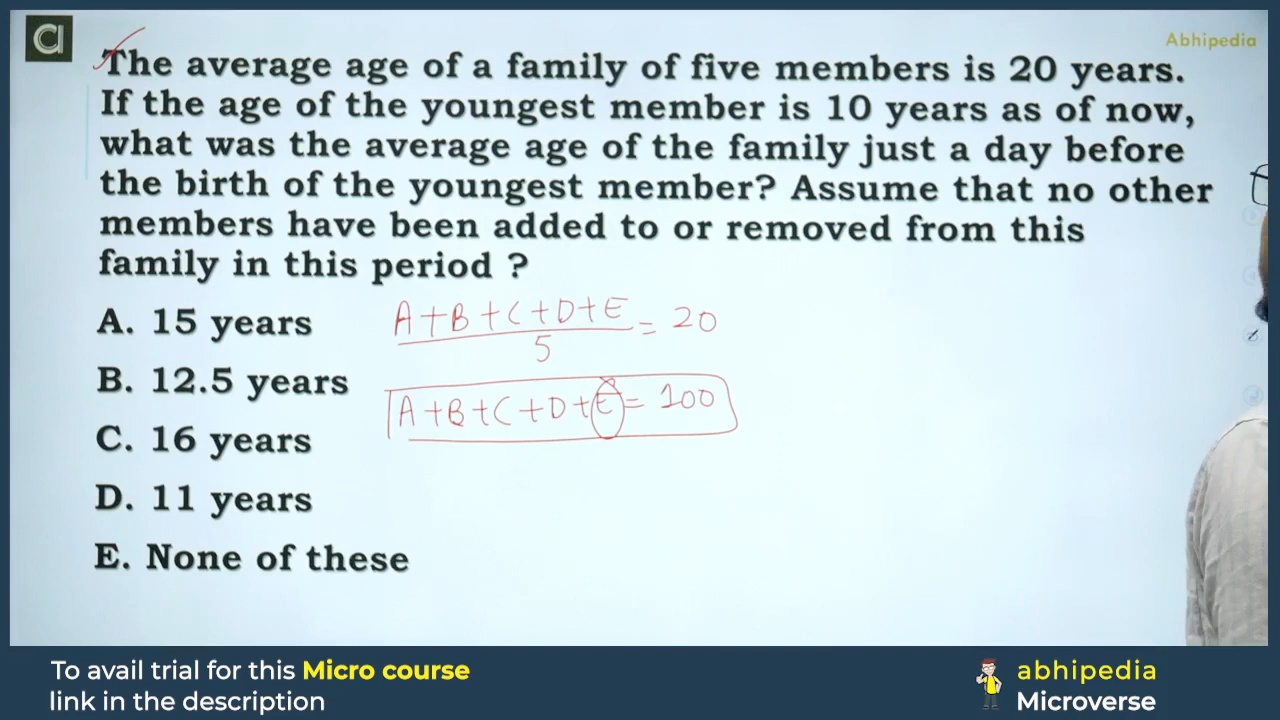 a
Abhipedia
The average age of a family of five members is 20 years.
If the age of the youngest member is 10 years as of now,
what was the average age of the family just a day before
the birth of the youngest member? Assume that no other
members have been added to or removed from this
family in this period ?
A. 15 years
B. 12.5 years
C. 16 years
D. 11 years
E. None of these
A+B+C+D+E
5
= 20
A+B+C+D+E = 100
To avail trial for this Micro course
link in the description
abhipedia
Microverse